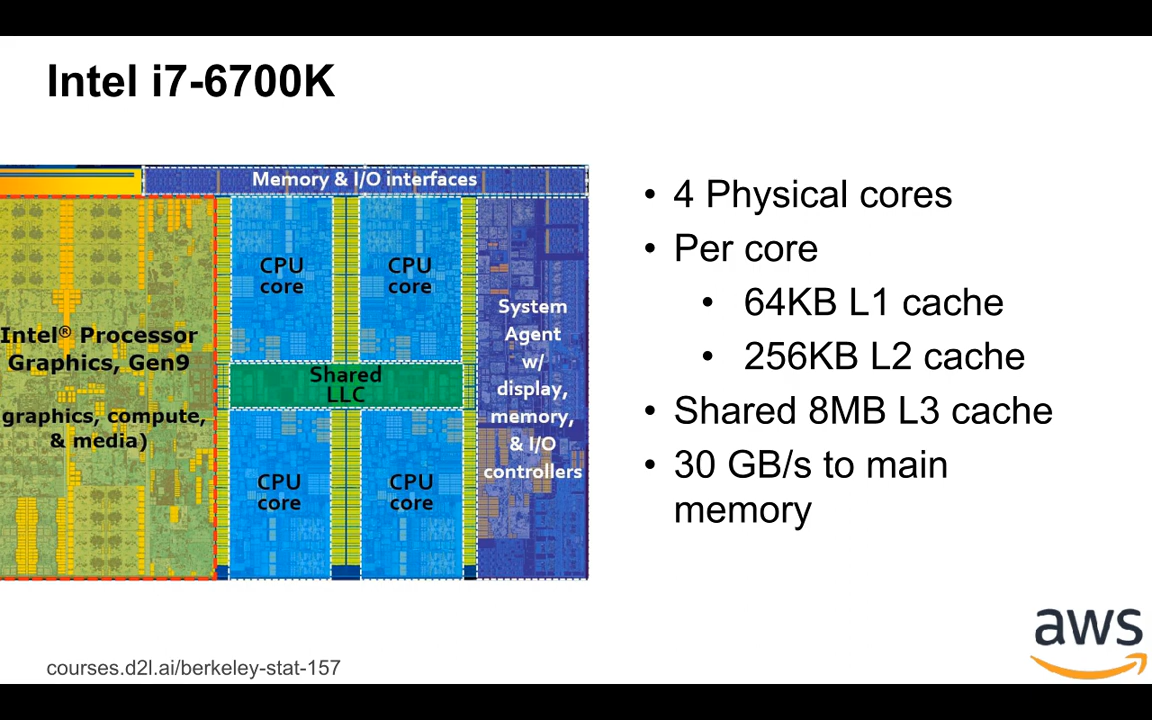 Intel i7-6700K
Memory & I/O interfaces
CPU
core
CPU
core
Intel® Processor
Graphics, Gen9
graphics, compute,
& media)
Shared
LLC
CPU
core
CPU
core
System
Agent
w/
display,
memory,
& I/O
controllers
• 4 Physical cores
• Per core
• 64KB L1 cache
• 256KB L2 cache
• Shared 8MB L3 cache
• 30 GB/s to main
memory
courses.d2l.ai/berkeley-stat-157
aws